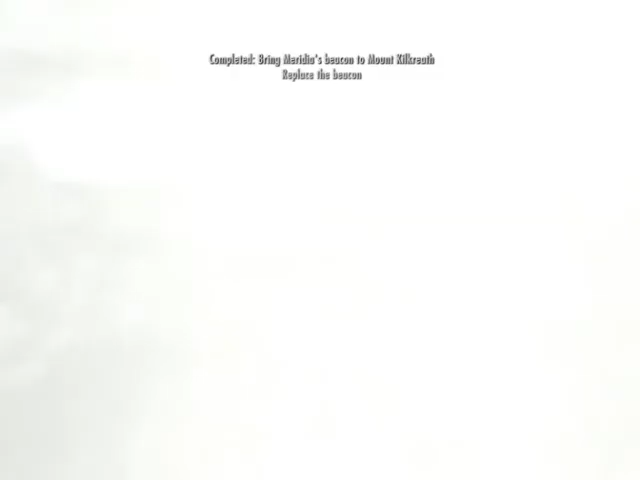 Completed: Bring Meridia's beacon to Mount Kilkreath
Replace the beacon